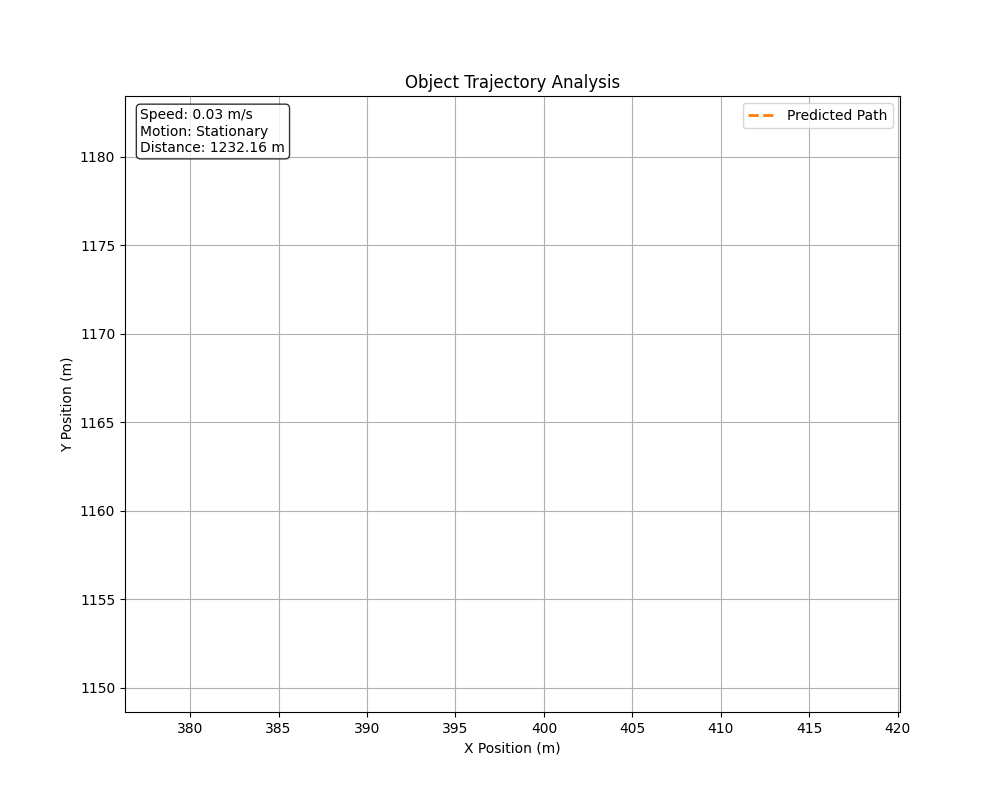 Object Trajectory Analysis
Speed: 0.03 m/s
Motion: Stationary
Distance: 1232.16 m
Predicted Path
Y Position (m)
1180
1175
1170
1165
1160
1155
1150
380 385 390 395 400 405 410 415 420
X Position (m)